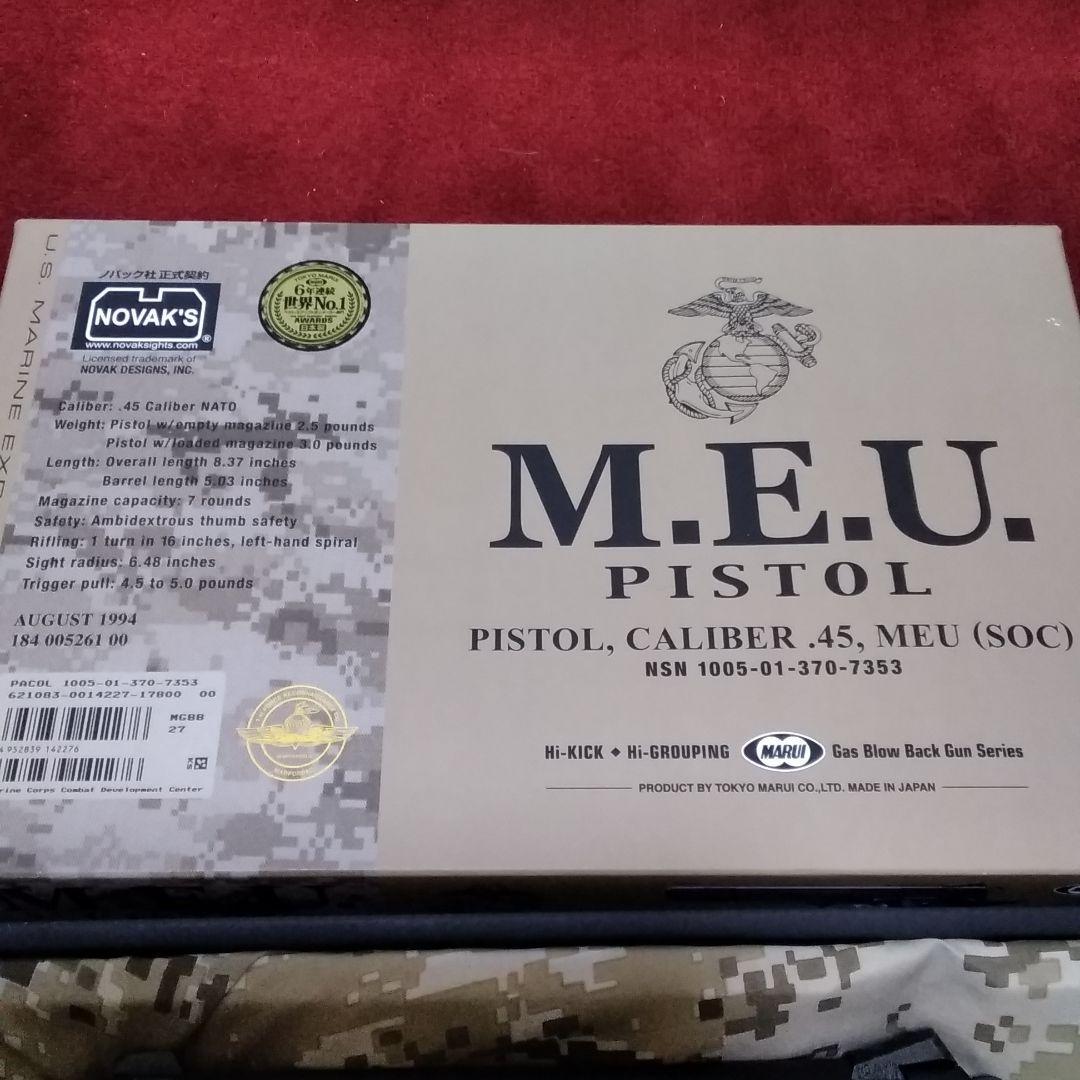 U.S. MARINE EXP
ノバック社 正式契約
NOVAK'S
®
www.novaksights.com
Licensed trademark of
NOVAK DESIGNS, INC.
TOKYO MARUI
6年連続
世界No.1
AWARDS
日本製
Caliber: .45 Caliber NATO
Weight: Pistol w/empty magazine 2.5 pounds
Pistol w/loaded magazine 3.0 pounds
Length: Overall length 8.37 inches
Barrel length 5.03 inches
Magazine capacity: 7 rounds
Safety: Ambidextrous thumb safety
Rifling: 1 turn in 16 inches, left-hand spiral
Sight radius: 6.48 inches
Trigger pull: 4.5 to 5.0 pounds
AUGUST 1994
184 005261 00
PACOL 1005-01-370-7353
621083-0014227-17800 00
MGBB
27
4 952839 142276
KS
rine Corps Combat Development Center
M.E.U.
PISTOL
PISTOL, CALIBER .45, MEU (SOC)
NSN 1005-01-370-7353
Hi-KICK ◆ Hi-GROUPING MARUI Gas Blow Back Gun Series
PRODUCT BY TOKYO MARUI CO.,LTD. MADE IN JAPAN
M.E.U.